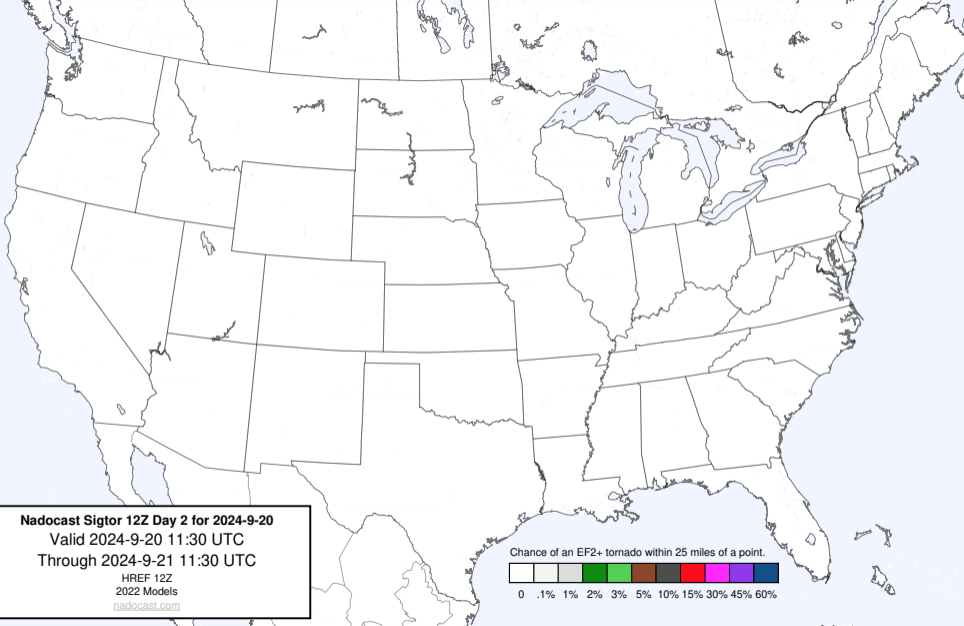 Nadocast Sigtor 12Z Day 2 for 2024-9-20
Valid 2024-9-20 11:30 UTC
Through 2024-9-21 11:30 UTC
HREF 12Z
2022 Models
nadocast.com
Chance of an EF2+ tornado within 25 miles of a point.
0 .1% 1% 2% 3% 5% 10% 15% 30% 45% 60%